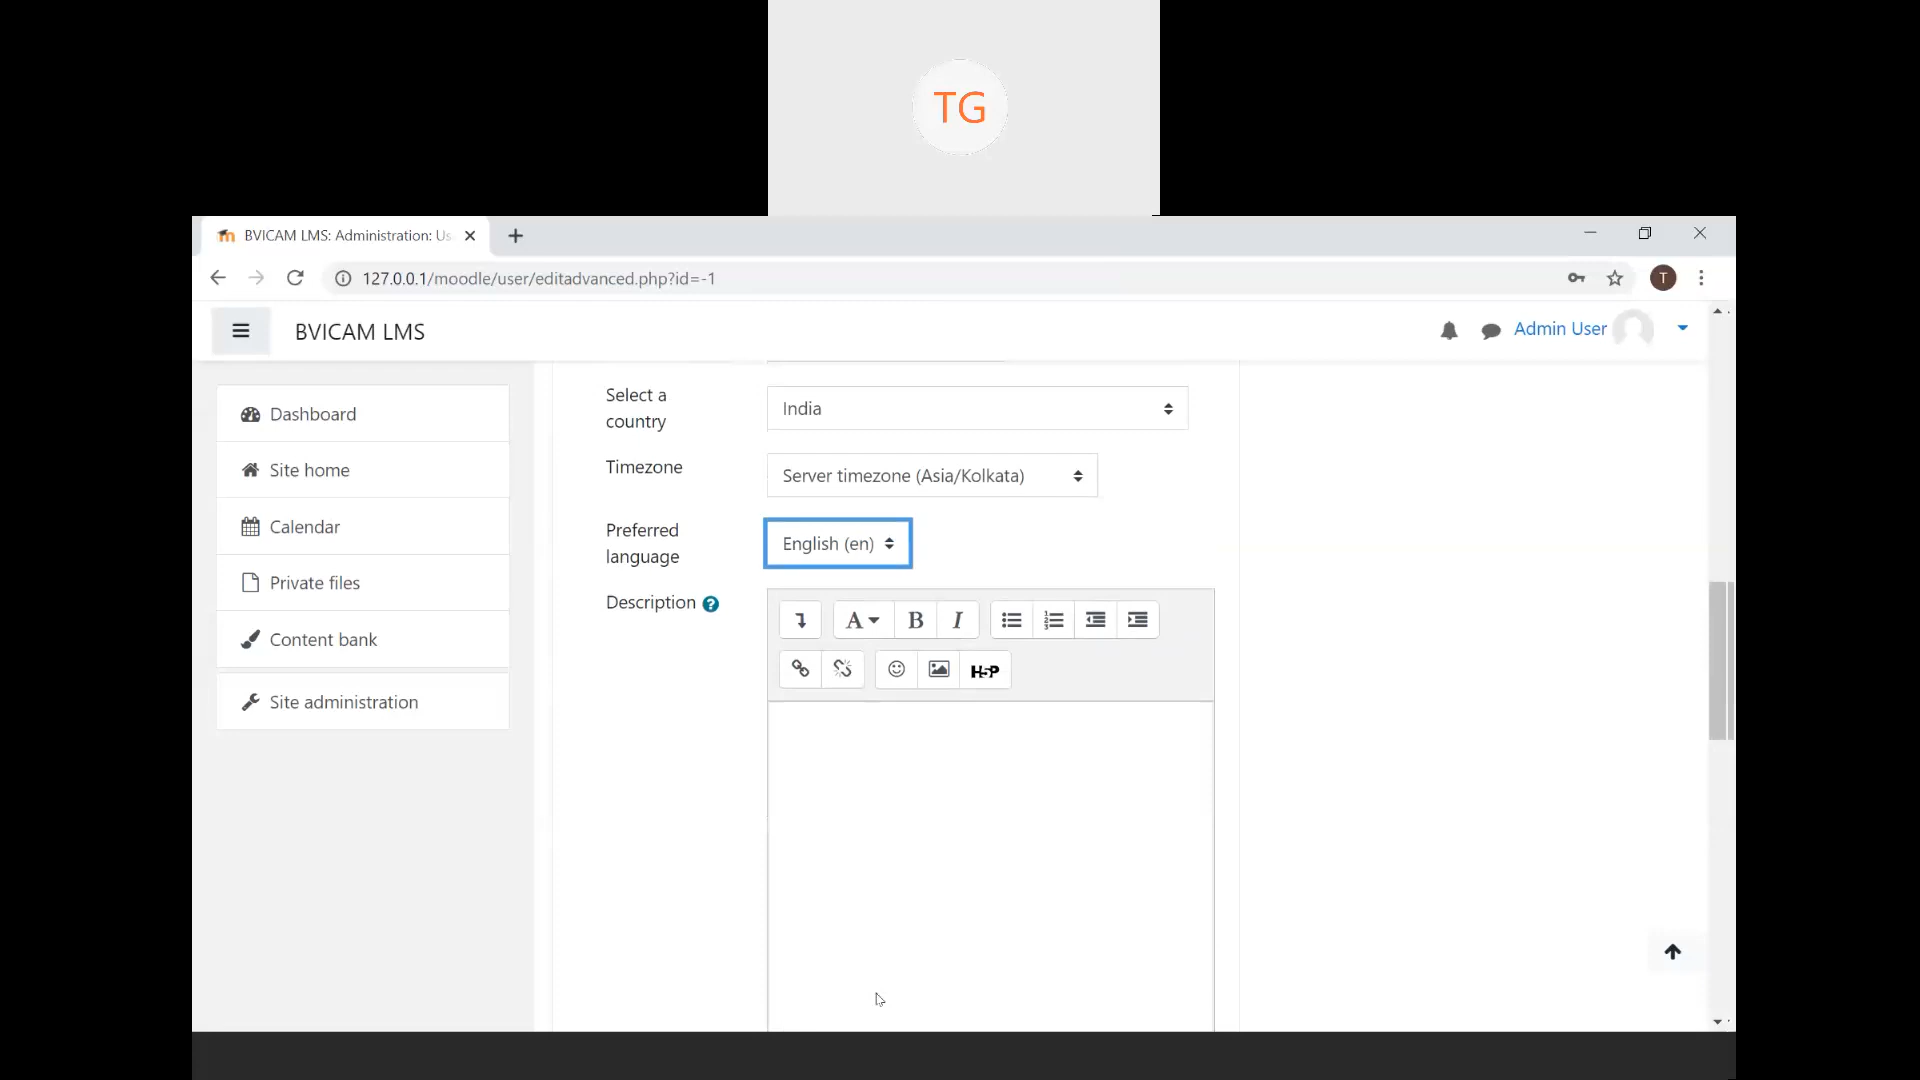 TG
BVICAM LMS: Administration: Us
127.0.0.1/moodle/user/editadvanced.php?id=-1
T
BVICAM LMS
Admin User
Dashboard
Site home
Calendar
Private files
Content bank
Site administration
Select a
country
India
Timezone
Server timezone (Asia/Kolkata)
Preferred
language
English (en)
Description
A B I
H5P